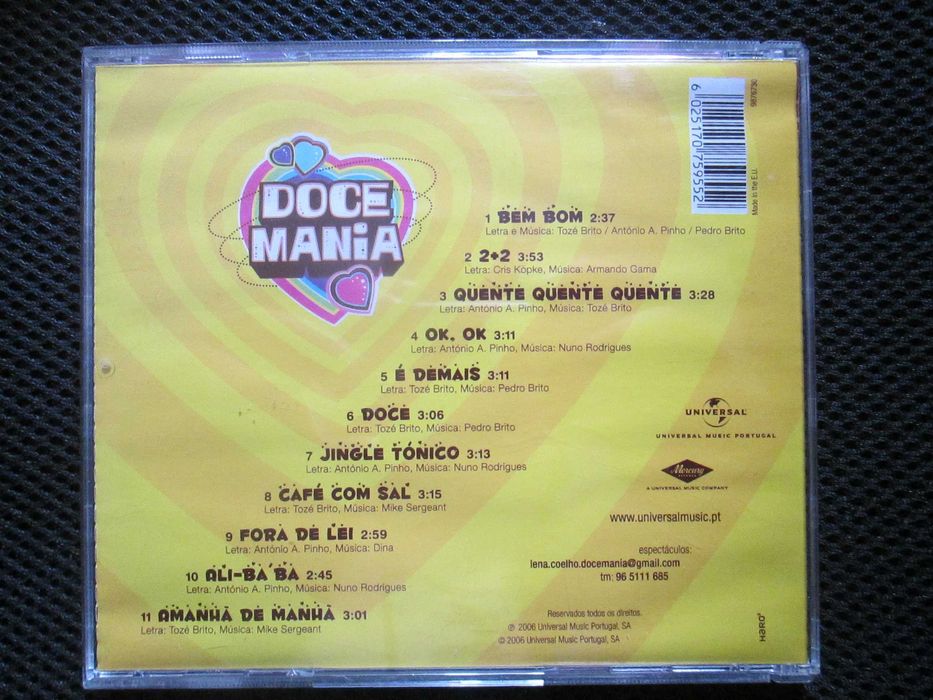 DOCE
MANIA
6 025170 759552
9876730
Made in the E.U.
1 BEM BOM 2:37
Letra e Música: Tozé Brito / António A. Pinho / Pedro Brito
2 2+2 3:53
Letra: Cris Köpke, Música: Armando Gama
3 QUENTE QUENTE QUENTE 3:28
Letra: António A. Pinho, Música: Tozé Brito
4 OK. OK 3:11
Letra: António A. Pinho, Música: Nuno Rodrigues
5 É DEMAIS 3:11
Letra: Tozé Brito, Música: Pedro Brito
6 DOCE 3:06
Letra: Tozé Brito, Música: Pedro Brito
7 JINGLE TÓNICO 3:13
Letra: António A. Pinho, Música: Nuno Rodrigues
8 CAFÉ COM SAL 3:15
Letra: Tozé Brito, Música: Mike Sergeant
9 FORA DE LEI 2:59
Letra: António A. Pinho, Música: Dina
10 ALI-BA´BA 2:45
Letra: António A. Pinho, Música: Nuno Rodrigues
11 AMANHÃ DE MANHÃ 3:01
Letra: Tozé Brito, Música: Mike Sergeant
UNIVERSAL
UNIVERSAL MUSIC PORTUGAL
Mercury
RECORDS
A UNIVERSAL MUSIC COMPANY
www.universalmusic.pt
espectáculos:
lena.coelho.docemania@gmail.com
tm: 96 5111 685
Reservados todos os direitos.
℗ 2006 Universal Music Portugal, SA
© 2006 Universal Music Portugal, SA